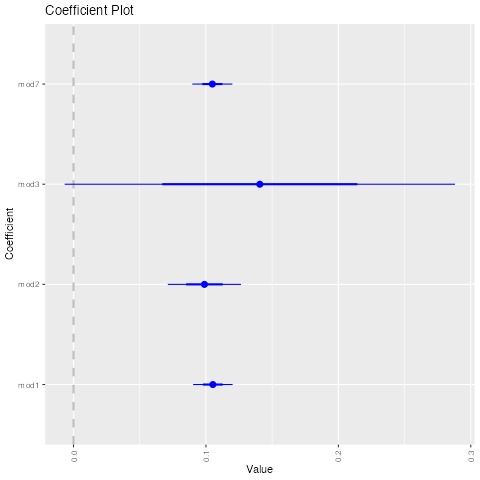 Coefficient Plot
Coefficient
mod7
mod3
mod2
mod1
0.0
0.1
0.2
0.3
Value